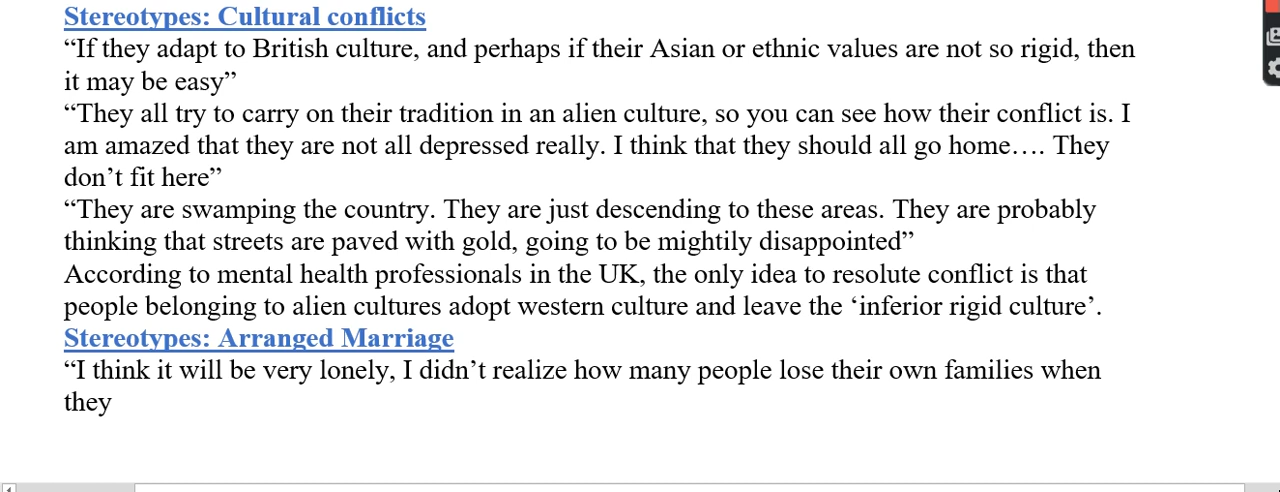 Stereotypes: Cultural conflicts
“If they adapt to British culture, and perhaps if their Asian or ethnic values are not so rigid, then
it may be easy”
“They all try to carry on their tradition in an alien culture, so you can see how their conflict is. I
am amazed that they are not all depressed really. I think that they should all go home…. They
don’t fit here”
“They are swamping the country. They are just descending to these areas. They are probably
thinking that streets are paved with gold, going to be mightily disappointed”
According to mental health professionals in the UK, the only idea to resolute conflict is that
people belonging to alien cultures adopt western culture and leave the ‘inferior rigid culture’.
Stereotypes: Arranged Marriage
“I think it will be very lonely, I didn’t realize how many people lose their own families when
they